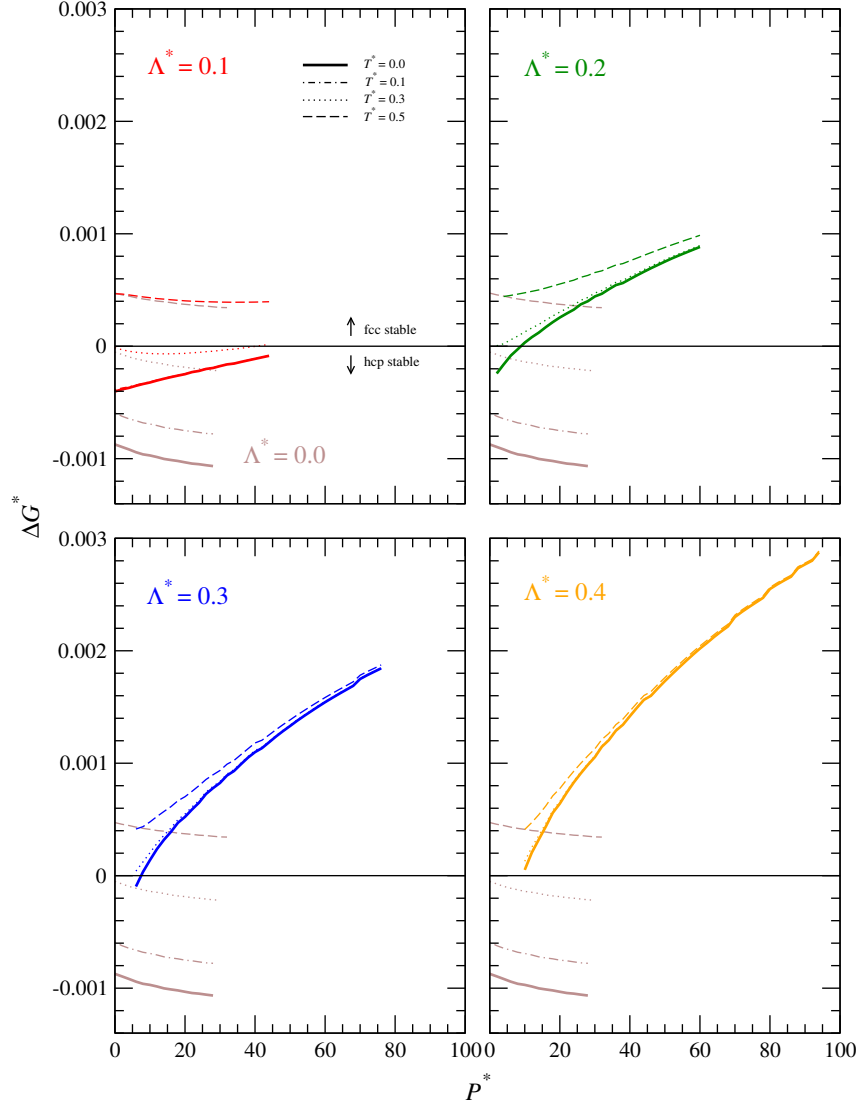 0.003
Λ* = 0.1
T* = 0.0
T* = 0.1
T* = 0.3
T* = 0.5
Λ* = 0.2
0.002
0.001
0
fcc stable
hcp stable
-0.001
Λ* = 0.0
ΔG*
0.003
Λ* = 0.3
Λ* = 0.4
0.002
0.001
0
-0.001
0 20 40 60 80 100 0 20 40 60 80 100
P*